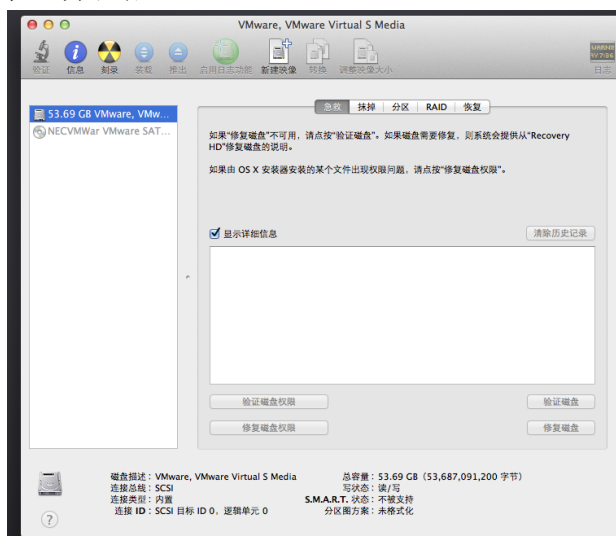 VMware, VMware Virtual S Media
验证 信息 刻录 装载 推出 启用日志功能 新建映像 转换 调整映像大小 日志
53.69 GB VMware, VMw...
NECVMWar VMware SAT...
急救 抹掉 分区 RAID 恢复
如果“修复磁盘”不可用，请点按“验证磁盘”。如果磁盘需要修复，则系统会提供从“Recovery
HD”修复磁盘的说明。
如果由 OS X 安装器安装的某个文件出现权限问题，请点按“修复磁盘权限”。
显示详细信息 清除历史记录
验证磁盘权限 验证磁盘
修复磁盘权限 修复磁盘
磁盘描述：VMware, VMware Virtual S Media 总容量：53.69 GB（53,687,091,200 字节）
连接总线：SCSI 写状态：读/写
连接类型：内置 S.M.A.R.T. 状态：不被支持
连接 ID：SCSI 目标 ID 0，逻辑单元 0 分区图方案：未格式化
?